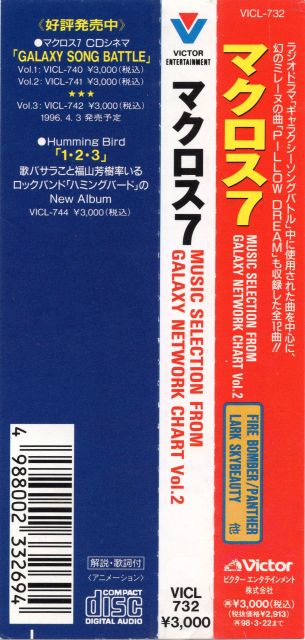 《好評発売中》
●マクロス7 CDシネマ
「GALAXY SONG BATTLE」
Vol.1: VICL-740 ¥3,000(税込)
Vol.2: VICL-741 ¥3,000(税込)
★★★
Vol.3: VICL-742 ¥3,000(税込)
1996. 4. 3 発売予定
●Humming Bird
「1・2・3」
歌バサラこと福山芳樹率いる
ロックバンド「ハミングバード」の
New Album
VICL-744 ¥3,000(税込)
4 988002 332694
解説・歌詞付
〈アニメーション〉
COMPACT
disc
DIGITAL AUDIO
VICTOR
ENTERTAINMENT
マクロス7
MUSIC SELECTION FROM
GALAXY NETWORK CHART Vol.2
VICL
732
¥3,000
VICL-732
ラジオドラマ「ギャラクシーソングバトル」中に使用された曲を中心に、
幻のミレーヌの曲「PILLOW DREAM」も収録した全12曲!!
マクロス7
MUSIC SELECTION FROM
GALAXY NETWORK CHART Vol.2
FIRE BOMBER/PANTHER
LARK SKYBEAUTY 他
Victor
ビクターエンタテインメント
株式会社
¥3,000(税込)
(税抜価格¥2,913)
98・3・22まで